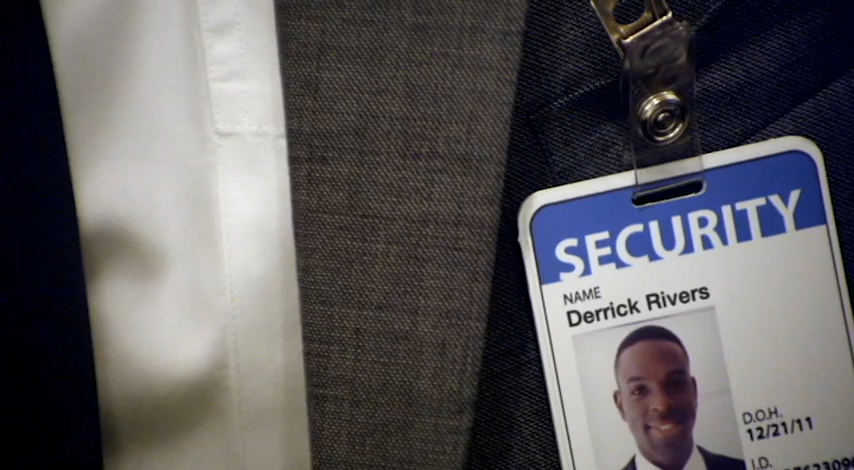 SECURITY
NAME
Derrick Rivers
D.O.H.
12/21/11
I.D.